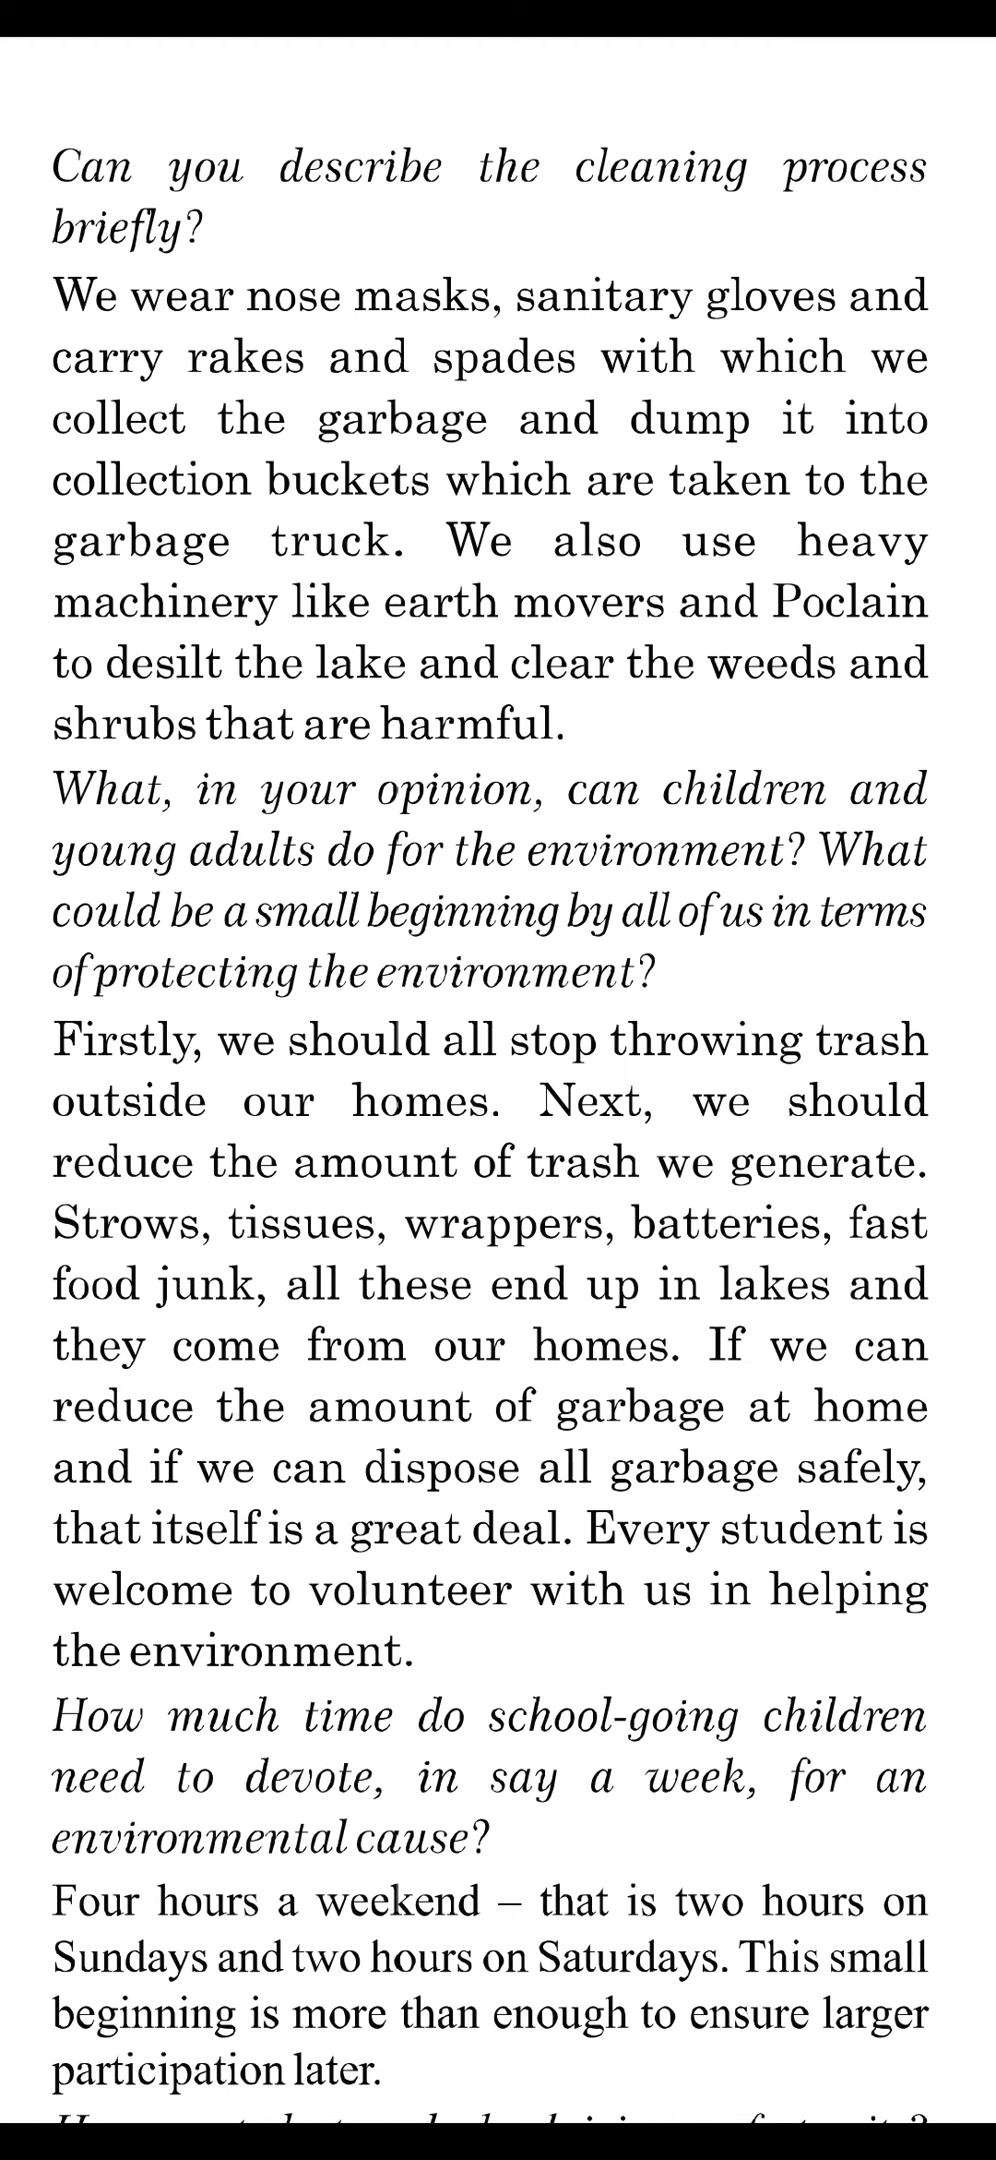 Can you describe the cleaning process
briefly?
We wear nose masks, sanitary gloves and
carry rakes and spades with which we
collect the garbage and dump it into
collection buckets which are taken to the
garbage truck. We also use heavy
machinery like earth movers and Poclain
to desilt the lake and clear the weeds and
shrubs that are harmful.
What, in your opinion, can children and
young adults do for the environment? What
could be a small beginning by all of us in terms
of protecting the environment?
Firstly, we should all stop throwing trash
outside our homes. Next, we should
reduce the amount of trash we generate.
Strows, tissues, wrappers, batteries, fast
food junk, all these end up in lakes and
they come from our homes. If we can
reduce the amount of garbage at home
and if we can dispose all garbage safely,
that itself is a great deal. Every student is
welcome to volunteer with us in helping
the environment.
How much time do school-going children
need to devote, in say a week, for an
environmental cause?
Four hours a weekend – that is two hours on
Sundays and two hours on Saturdays. This small
beginning is more than enough to ensure larger
participation later.